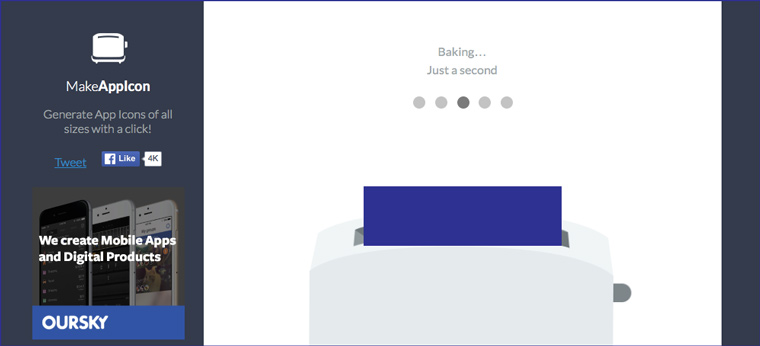 MakeAppIcon
Generate App Icons of all
sizes with a click!
Tweet
Like
4K
We create Mobile Apps
and Digital Products
OURSKY
Baking...
Just a second